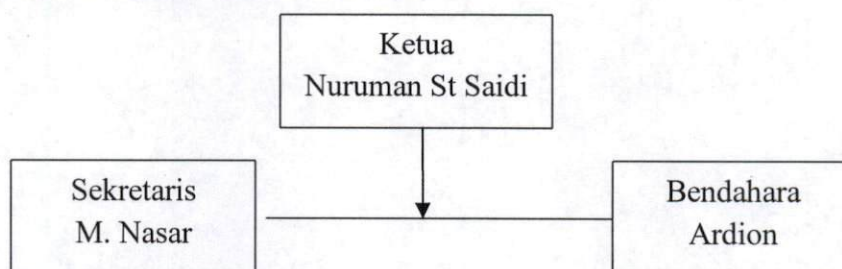 Ketua
Nuruman St Saidi
Sekretaris
M. Nasar
Bendahara
Ardion